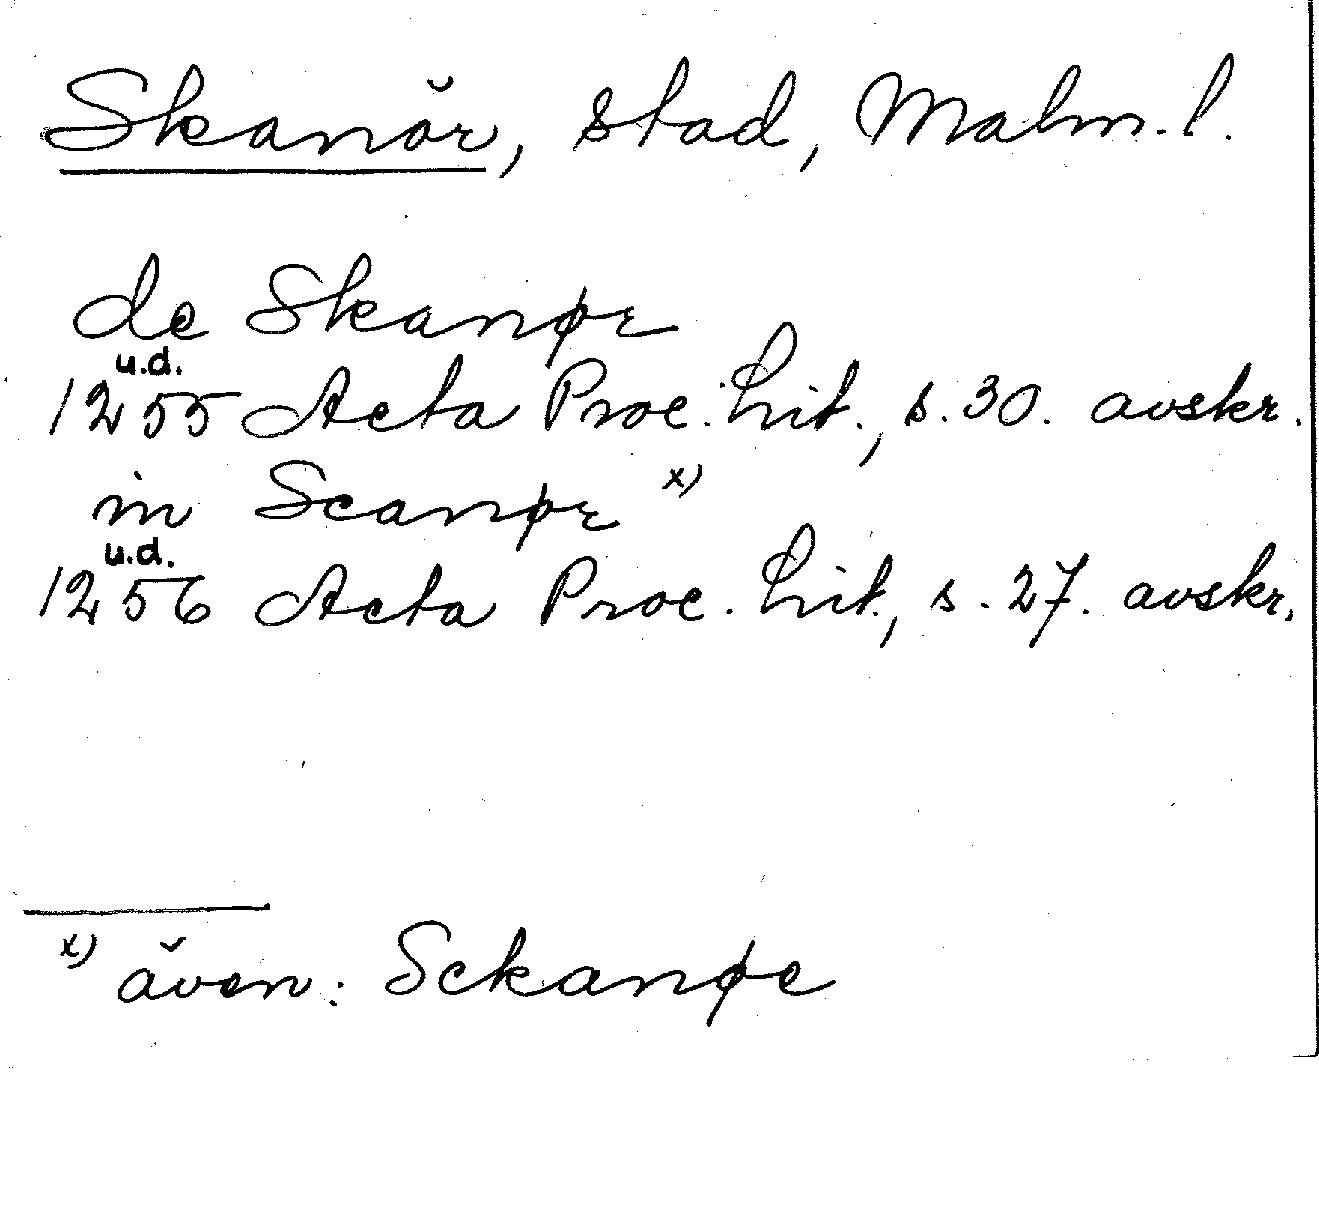 Skanör, stad, Malm. l.
de Skanør
u.d.
1255 Acta Proc. Lit., s. 30. avskr.
in Scanør x)
u.d.
1256 Acta Proc. Lit., s. 27. avskr.
x) även: Sckanøe